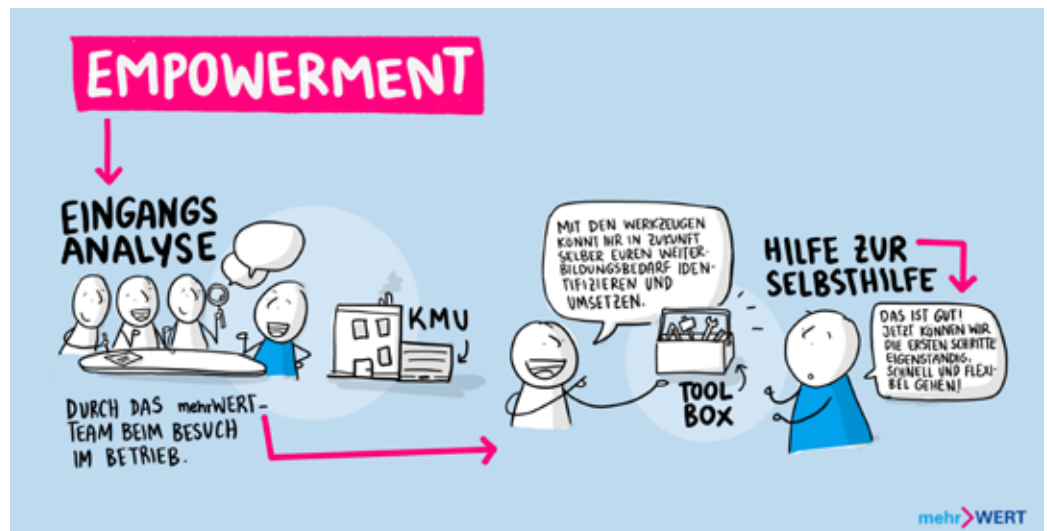 EMPOWERMENT
EINGANGS
ANALYSE
KMU
DURCH DAS mehrWERT-
TEAM BEIM BESUCH
IM BETRIEB.
MIT DEN WERKZEUGEN
KÖNNT IHR IN ZUKUNFT
SELBER EUREN WEITER-
BILDUNGSBEDARF IDEN-
TIFIZIEREN UND
UMSETZEN.
TOOL
BOX
HILFE ZUR
SELBSTHILFE
DAS IST GUT!
JETZT KÖNNEN WIR
DIE ERSTEN SCHRITTE
EIGENSTÄNDIG,
SCHNELL UND FLEXI-
BEL GEHEN!
mehr>WERT